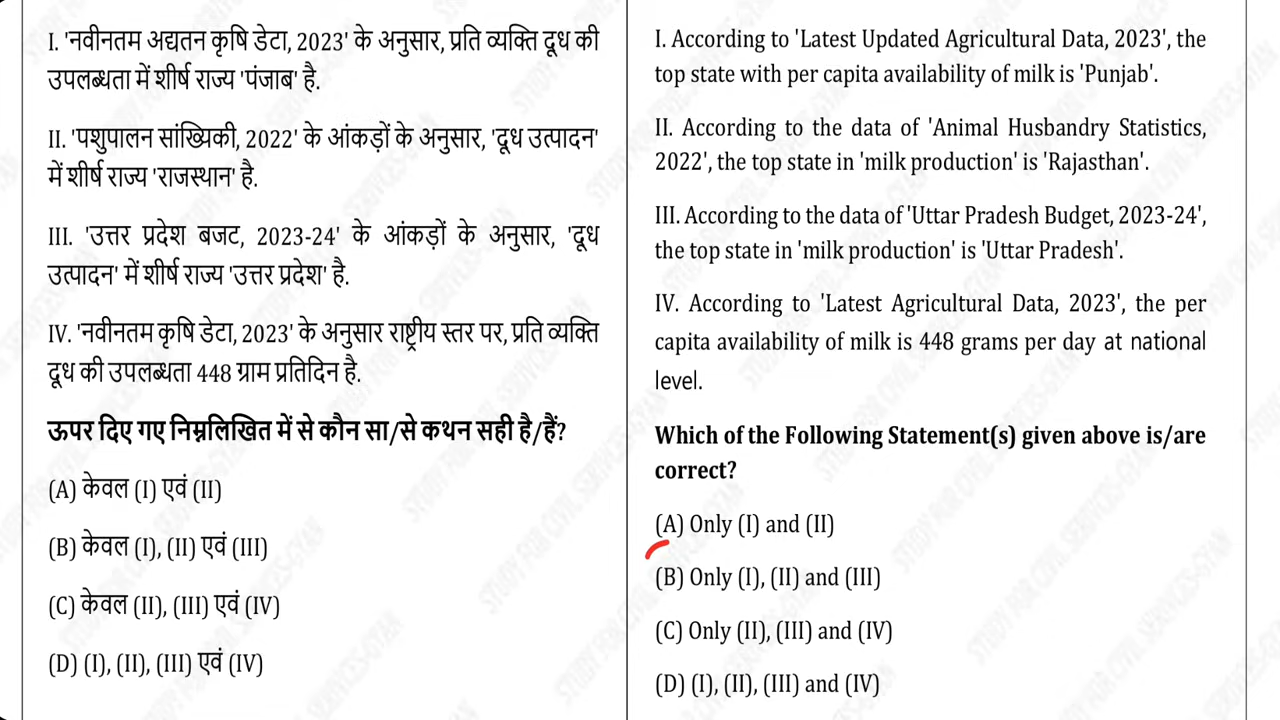 I. 'नवीनतम अद्यतन कृषि डेटा, 2023' के अनुसार, प्रति व्यक्ति दूध की
उपलब्धता में शीर्ष राज्य 'पंजाब' है.
II. 'पशुपालन सांख्यिकी, 2022' के आंकड़ों के अनुसार, 'दूध उत्पादन'
में शीर्ष राज्य 'राजस्थान' है.
III. 'उत्तर प्रदेश बजट, 2023-24' के आंकड़ों के अनुसार, 'दूध
उत्पादन' में शीर्ष राज्य 'उत्तर प्रदेश' है.
IV. 'नवीनतम कृषि डेटा, 2023' के अनुसार राष्ट्रीय स्तर पर, प्रति व्यक्ति
दूध की उपलब्धता 448 ग्राम प्रतिदिन है.
ऊपर दिए गए निम्नलिखित में से कौन सा/से कथन सही है/हैं?
(A) केवल (I) एवं (II)
(B) केवल (I), (II) एवं (III)
(C) केवल (II), (III) एवं (IV)
(D) (I), (II), (III) एवं (IV)
I. According to 'Latest Updated Agricultural Data, 2023', the
top state with per capita availability of milk is 'Punjab'.
II. According to the data of 'Animal Husbandry Statistics,
2022', the top state in 'milk production' is 'Rajasthan'.
III. According to the data of 'Uttar Pradesh Budget, 2023-24',
the top state in 'milk production' is 'Uttar Pradesh'.
IV. According to 'Latest Agricultural Data, 2023', the per
capita availability of milk is 448 grams per day at national
level.
Which of the Following Statement(s) given above is/are
correct?
(A) Only (I) and (II)
(B) Only (I), (II) and (III)
(C) Only (II), (III) and (IV)
(D) (I), (II), (III) and (IV)